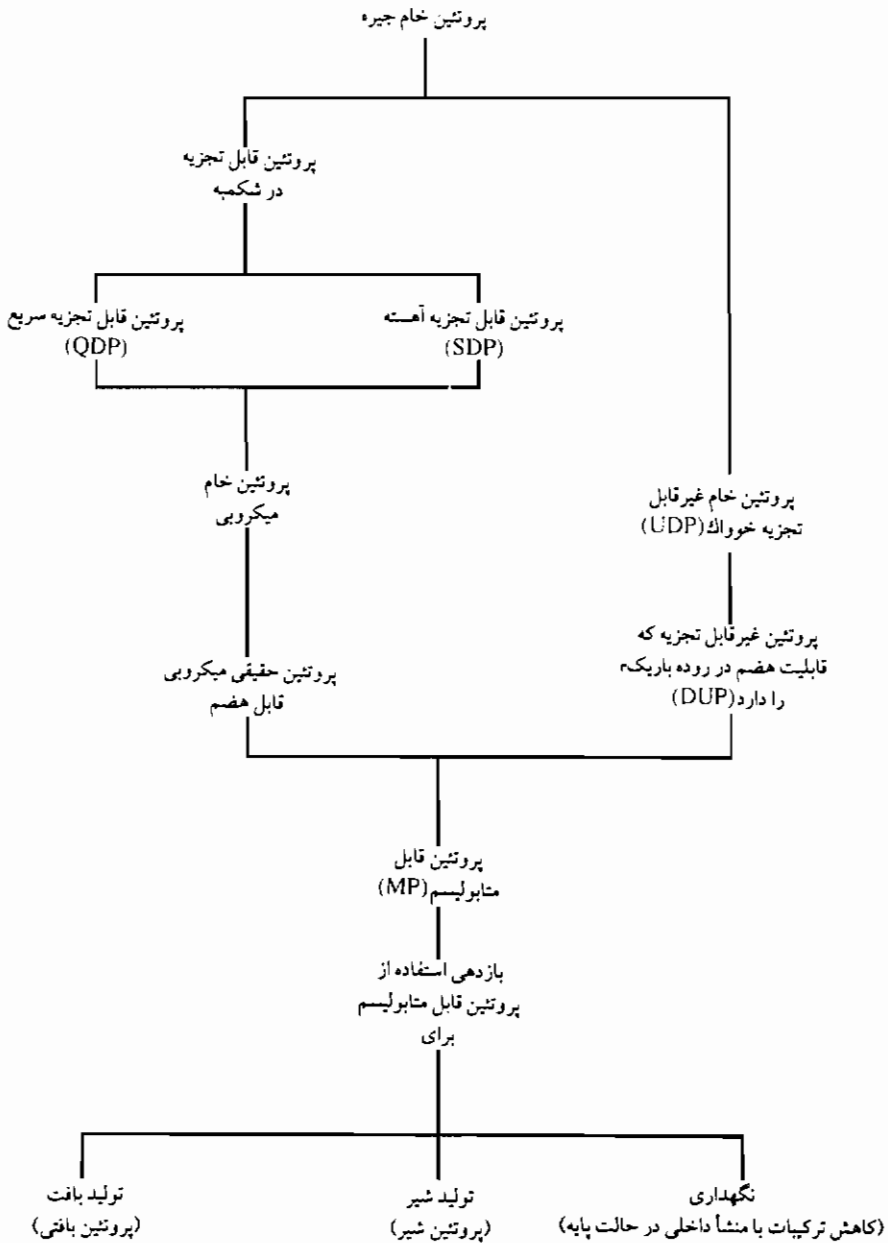 پروتئین خام جیره
پروتئین قابل تجزیه
در شکمبه
پروتئین قابل تجزیه آهسته
(SDP)
پروتئین قابل تجزیه سریع
(QDP)
پروتئین خام
میکروبی
پروتئین خام غیرقابل
تجزیه خوواك (UDP)
پروتئین غیرقابل تجزیه که
قابلیت هضم در روده باریک
را دارد (DUP)
پروتئین حقیقی میکروبی
قابل هضم
پروتئین قابل
متابولیسم (MP)
بازدهی استفاده از
پروتئین قابل متابولیسم
برای
نگهداری
(کاهش ترکیبات با منشأ داخلی در حالت پایه)
تولید شیر
(پروتئین شیر)
تولید بافت
(پروتئین بافتی)